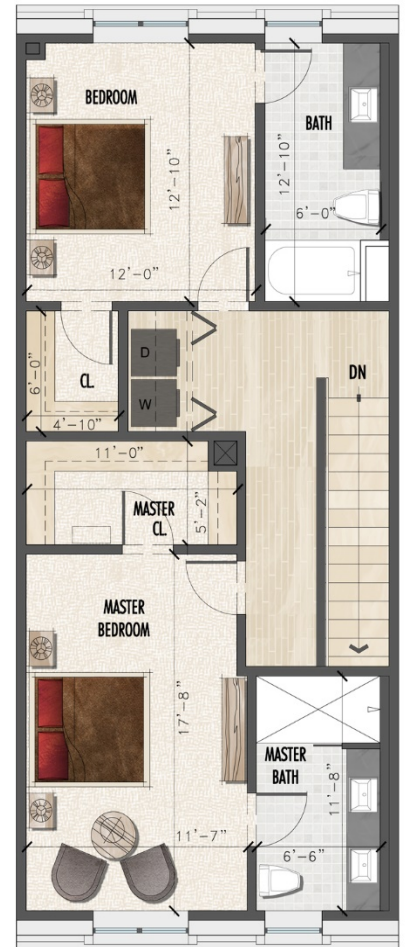 BEDROOM
BATH
12'-10"
12'-10"
6'-0"
12'-0"
D
W
6'-0"
CL.
4'-10"
DN
11'-0"
MASTER
CL.
5'-2"
MASTER
BEDROOM
17'-8"
MASTER
BATH
11'-8"
11'-7"
6'-6"